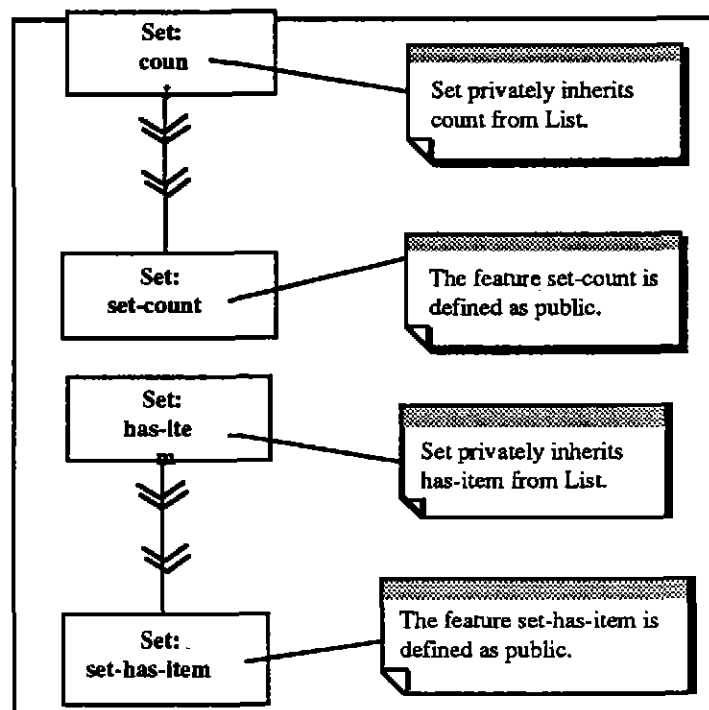 Set:
coun
Set privately inherits
count from List.
Set:
set-count
The feature set-count is
defined as public.
Set:
has-ite
m
Set privately inherits
has-item from List.
Set:
set-has-item
The feature set-has-item is
defined as public.